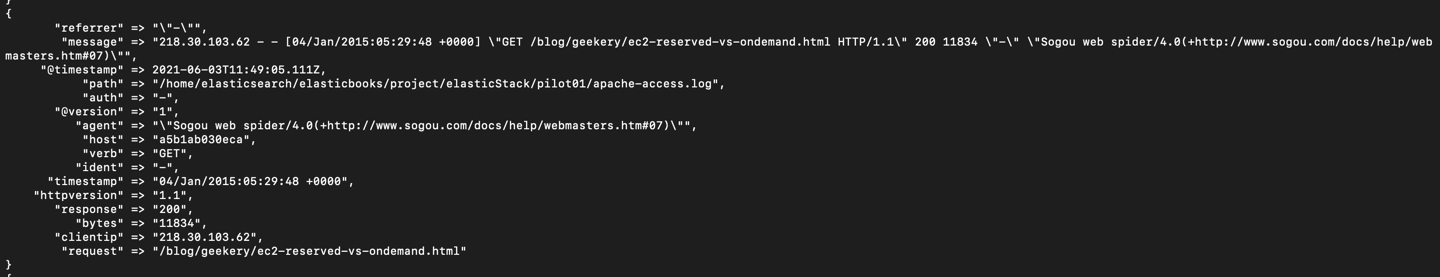 }
{
"referrer" => "\"-\"",
"message" => "218.30.103.62 - - [04/Jan/2015:05:29:48 +0000] \"GET /blog/geekery/ec2-reserved-vs-ondemand.html HTTP/1.1\" 200 11834 \"-\" \"Sogou web spider/4.0(+http://www.sogou.com/docs/help/web
masters.htm#07)\"",
"@timestamp" => 2021-06-03T11:49:05.111Z,
"path" => "/home/elasticsearch/elasticbooks/project/elasticStack/pilot01/apache-access.log",
"auth" => "-",
"@version" => "1",
"agent" => "\"Sogou web spider/4.0(+http://www.sogou.com/docs/help/webmasters.htm#07)\"",
"host" => "a5b1ab030eca",
"verb" => "GET",
"ident" => "-",
"timestamp" => "04/Jan/2015:05:29:48 +0000",
"httpversion" => "1.1",
"response" => "200",
"bytes" => "11834",
"clientip" => "218.30.103.62",
"request" => "/blog/geekery/ec2-reserved-vs-ondemand.html"
}
{